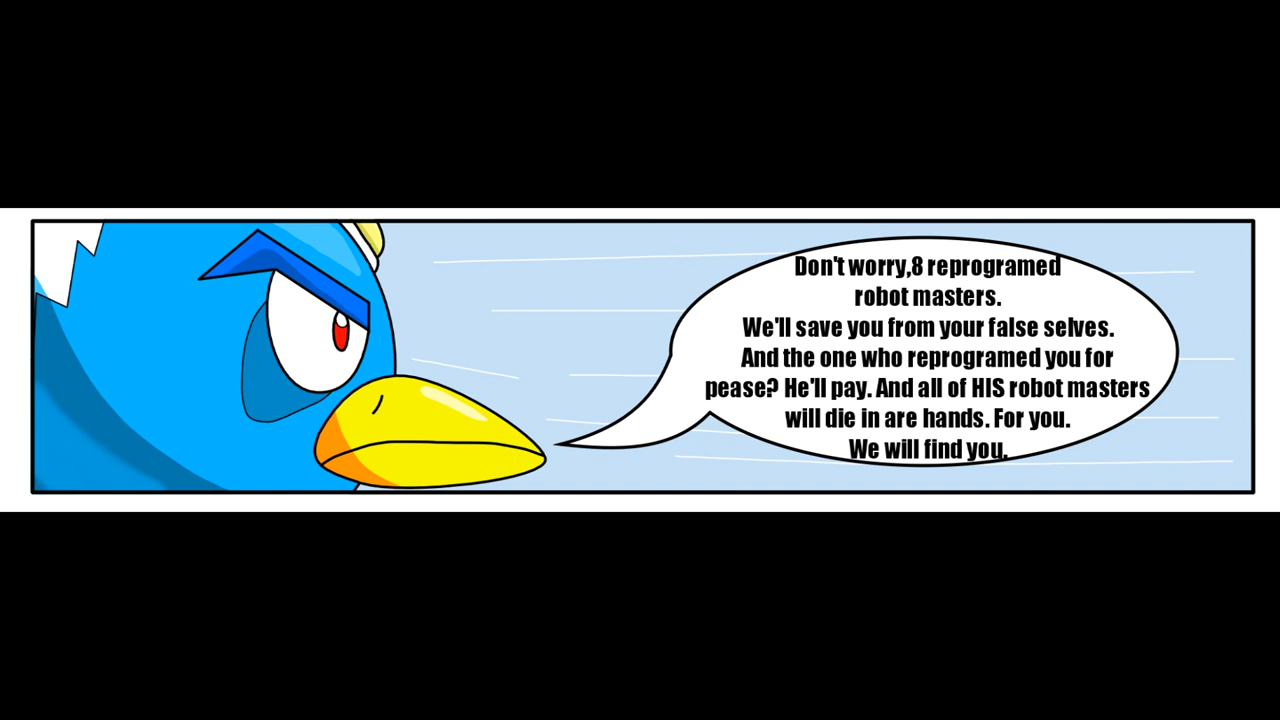 Don't worry,8 reprogramed
robot masters.
We'll save you from your false selves.
And the one who reprogramed you for
pease? He'll pay. And all of HIS robot masters
will die in are hands. For you.
We will find you.